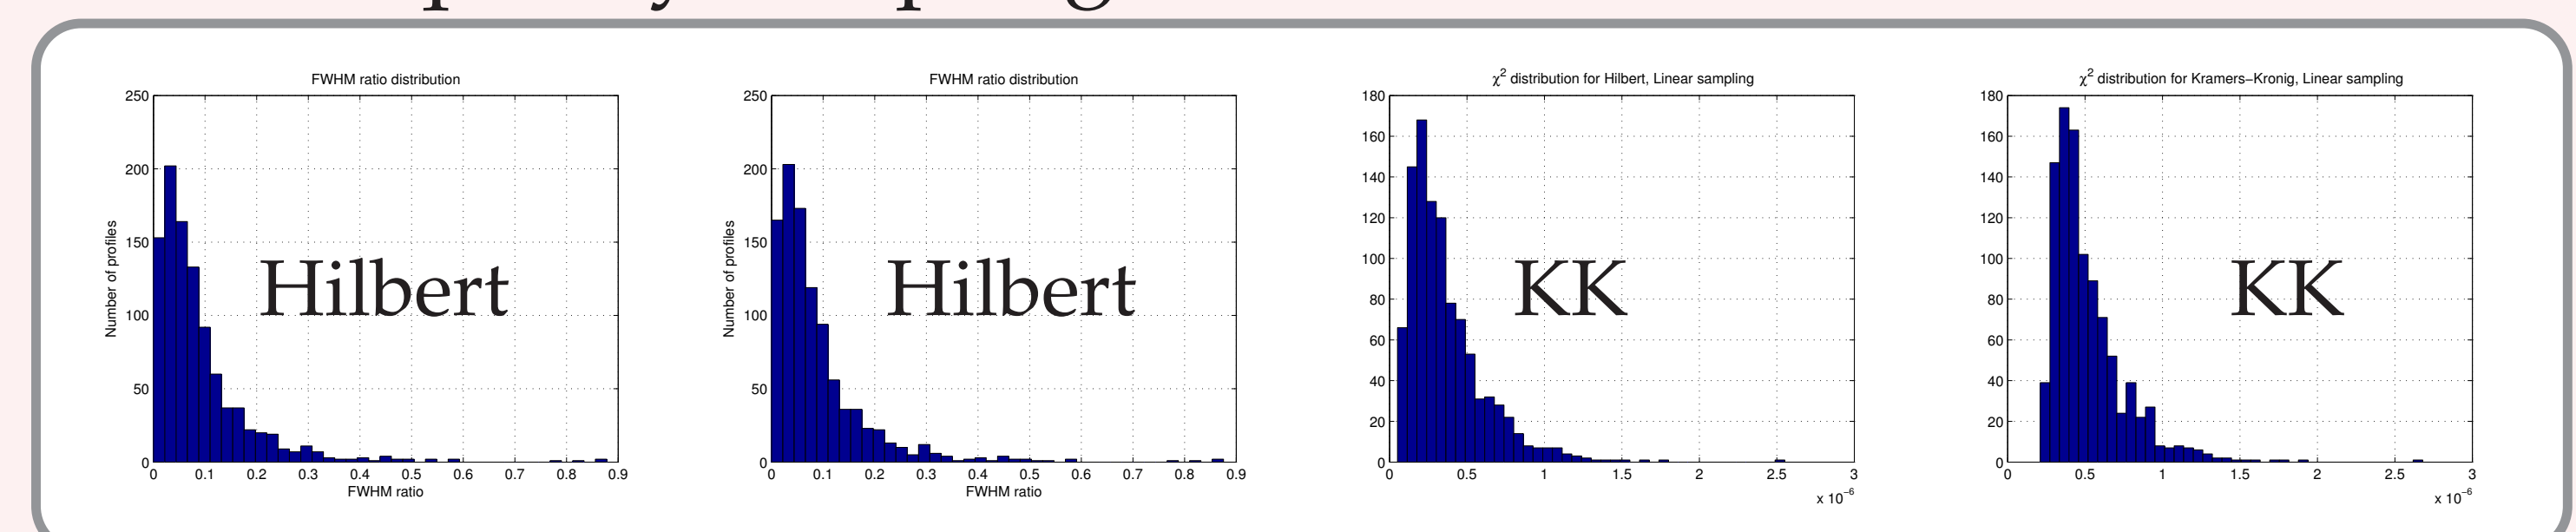 FWHM ratio distribution
250
200
150
100
50
0
Number of profiles
Hilbert
0 0.1 0.2 0.3 0.4 0.5 0.6 0.7 0.8 0.9
FWHM ratio
FWHM ratio distribution
250
200
150
100
50
0
Number of profiles
Hilbert
0 0.1 0.2 0.3 0.4 0.5 0.6 0.7 0.8 0.9
FWHM ratio
χ² distribution for Hilbert, Linear sampling
180
160
140
120
100
80
60
40
20
0
KK
0 0.5 1 1.5 2 2.5 3
x 10⁻⁶
χ² distribution for Kramers−Kronig, Linear sampling
180
160
140
120
100
80
60
40
20
0
KK
0 0.5 1 1.5 2 2.5 3
x 10⁻⁶